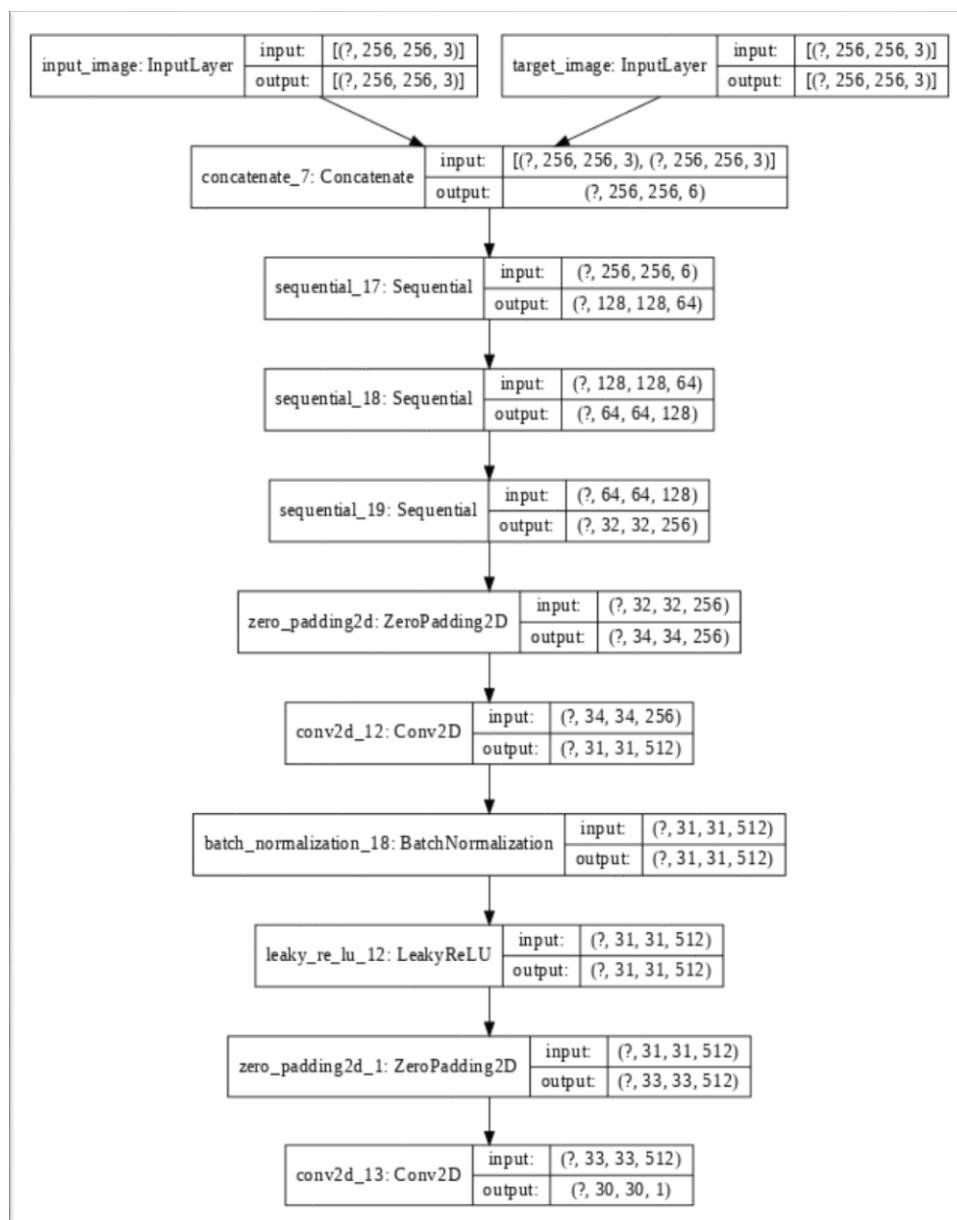 input_image: InputLayer
input: [(?, 256, 256, 3)]
output: [(?, 256, 256, 3)]
target_image: InputLayer
input: [(?, 256, 256, 3)]
output: [(?, 256, 256, 3)]
concatenate_7: Concatenate
input: [(?, 256, 256, 3), (?, 256, 256, 3)]
output: (?, 256, 256, 6)
sequential_17: Sequential
input: (?, 256, 256, 6)
output: (?, 128, 128, 64)
sequential_18: Sequential
input: (?, 128, 128, 64)
output: (?, 64, 64, 128)
sequential_19: Sequential
input: (?, 64, 64, 128)
output: (?, 32, 32, 256)
zero_padding2d: ZeroPadding2D
input: (?, 32, 32, 256)
output: (?, 34, 34, 256)
conv2d_12: Conv2D
input: (?, 34, 34, 256)
output: (?, 31, 31, 512)
batch_normalization_18: BatchNormalization
input: (?, 31, 31, 512)
output: (?, 31, 31, 512)
leaky_re_lu_12: LeakyReLU
input: (?, 31, 31, 512)
output: (?, 31, 31, 512)
zero_padding2d_1: ZeroPadding2D
input: (?, 31, 31, 512)
output: (?, 33, 33, 512)
conv2d_13: Conv2D
input: (?, 33, 33, 512)
output: (?, 30, 30, 1)